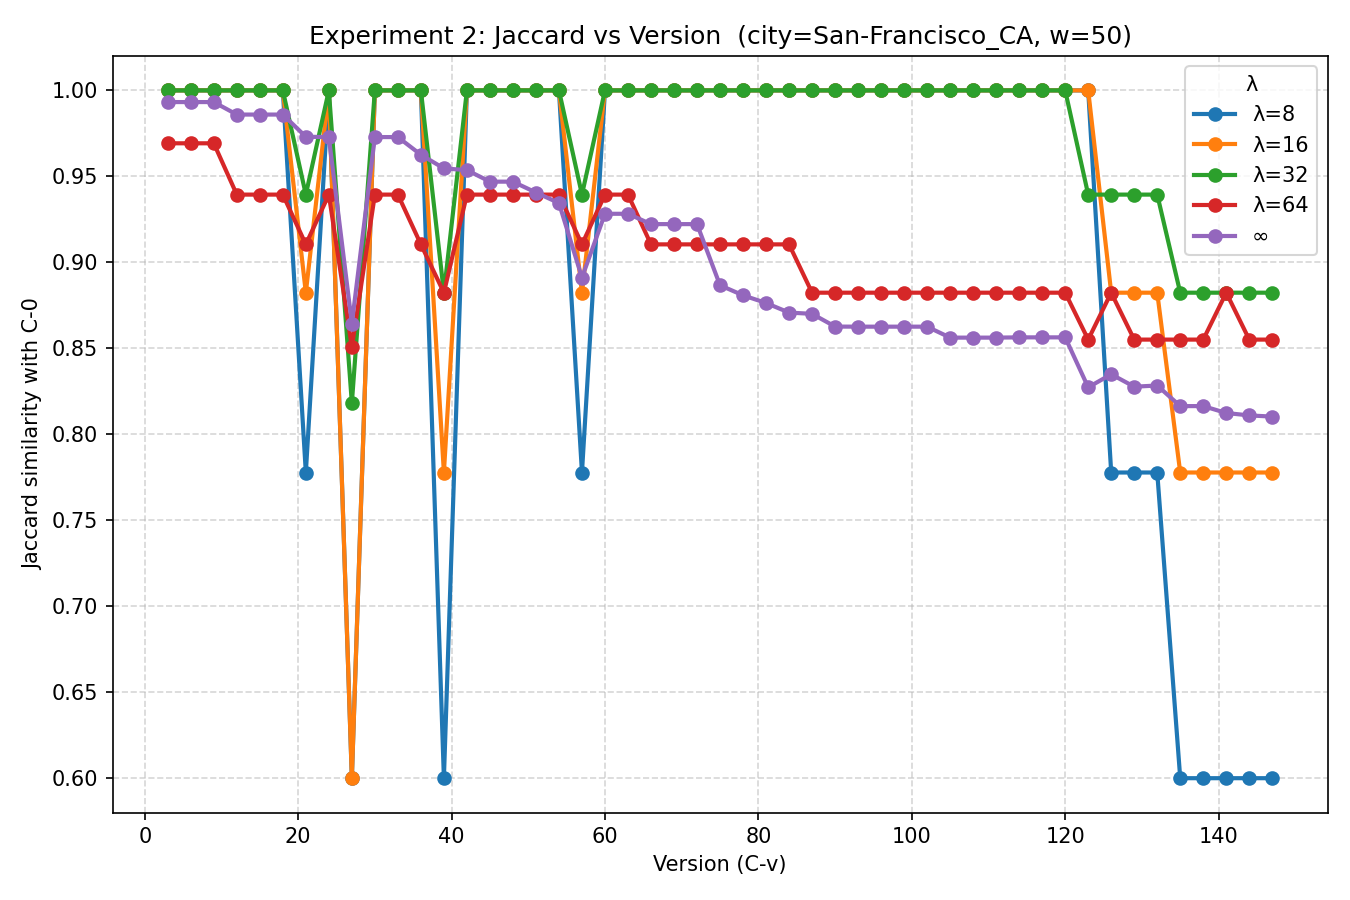 Experiment 2: Jaccard vs Version (city=San-Francisco_CA, w=50)
Jaccard similarity with C-0
1.00
0.95
0.90
0.85
0.80
0.75
0.70
0.65
0.60
λ
λ=8
λ=16
λ=32
λ=64
∞
0 20 40 60 80 100 120 140
Version (C-v)